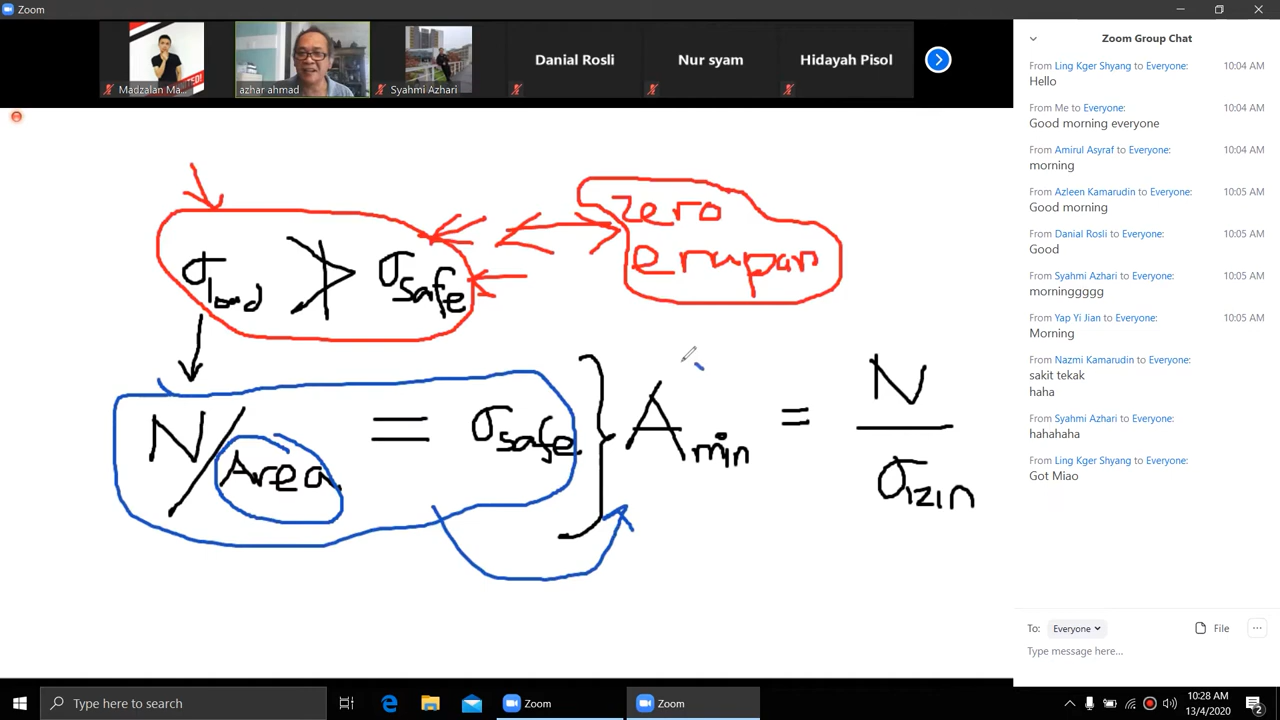 Zoom
Madzalan Ma...
azhar ahmad
Syahmi Azhari
Danial Rosli
Nur syam
Hidayah Pisol
zero
erupan
σload > σsafe
N/Area = σsafe } Amin = N
σizin
Zoom Group Chat
From Ling Kger Shyang to Everyone: 10:04 AM
Hello
From Me to Everyone: 10:04 AM
Good morning everyone
From Amirul Asyraf to Everyone: 10:04 AM
morning
From Azleen Kamarudin to Everyone: 10:05 AM
Good morning
From Danial Rosli to Everyone: 10:05 AM
Good
From Syahmi Azhari to Everyone: 10:05 AM
morninggggg
From Yap Yi Jian to Everyone: 10:05 AM
Morning
From Nazmi Kamarudin to Everyone: 10:16 AM
sakit tekak
haha
From Syahmi Azhari to Everyone: 10:16 AM
hahahaha
From Ling Kger Shyang to Everyone: 10:16 AM
Got Miao
To: Everyone File
Type message here...
Type here to search
Zoom
Zoom
10:28 AM
13/4/2020
2